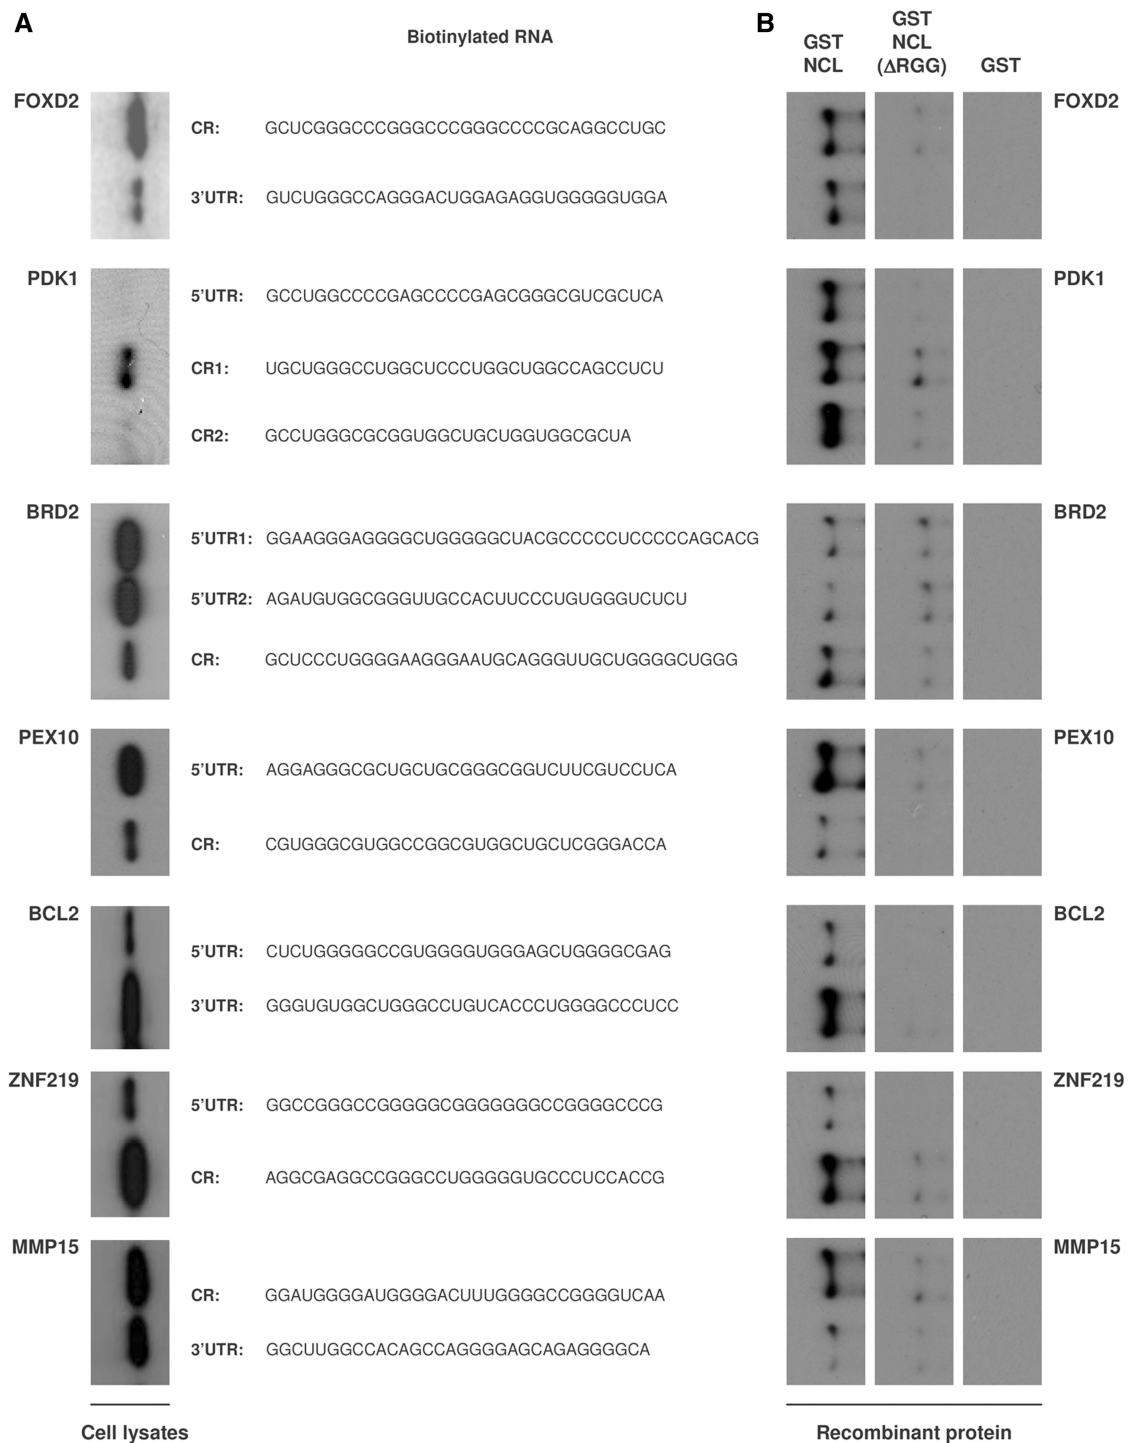 A
Biotinylated RNA
B
GST NCL
GST NCL (ΔRGG)
GST
FOXD2
CR: GCUCGGGCCCGGGCCCGGGCCCCGCAGGCCUGC
3’UTR: GUCUGGGCCAGGGACUGGAGAGGUGGGGGUGGA
FOXD2
PDK1
5’UTR: GCCUGGCCCCGAGCCCCGAGCGGGCGUCGCUCA
CR1: UGCUGGGCCUGGCUCCCUGGCUGGCCAGCCUCU
CR2: GCCUGGGCGCGGUGGCUGCUGGUGGCGCUA
PDK1
BRD2
5’UTR1: GGAAGGGAGGGGCUGGGGGCUACGCCCCCUCCCCCAGCACG
5’UTR2: AGAUGUGGCGGGUUGCCACUUCCCUGUGGGUCUCU
CR: GCUCCCUGGGGAAGGGAAUGCAGGGUUGCUGGGGCUGGG
BRD2
PEX10
5’UTR: AGGAGGGCGCUGCUGCGGGCGGUCUUCGUCCUCA
CR: CGUGGGCGUGGCCGGCGUGGCUGCUCGGGACCA
PEX10
BCL2
5’UTR: CUCUGGGGGCCGUGGGGUGGGAGCUGGGGCGAG
3’UTR: GGGUGUGGCUGGGCCUGUCACCCUGGGGCCCUCC
BCL2
ZNF219
5’UTR: GGCCGGGCCGGGGGCGGGGGGGCCGGGGCCCG
CR: AGGCGAGGCCGGGCCUGGGGGUGCCCUCCACCG
ZNF219
MMP15
CR: GGAUGGGGAUGGGGACUUUGGGGCCGGGGUCAA
3’UTR: GGCUUGGCCACAGCCAGGGGAGCAGAGGGGCA
MMP15
Cell lysates
Recombinant protein